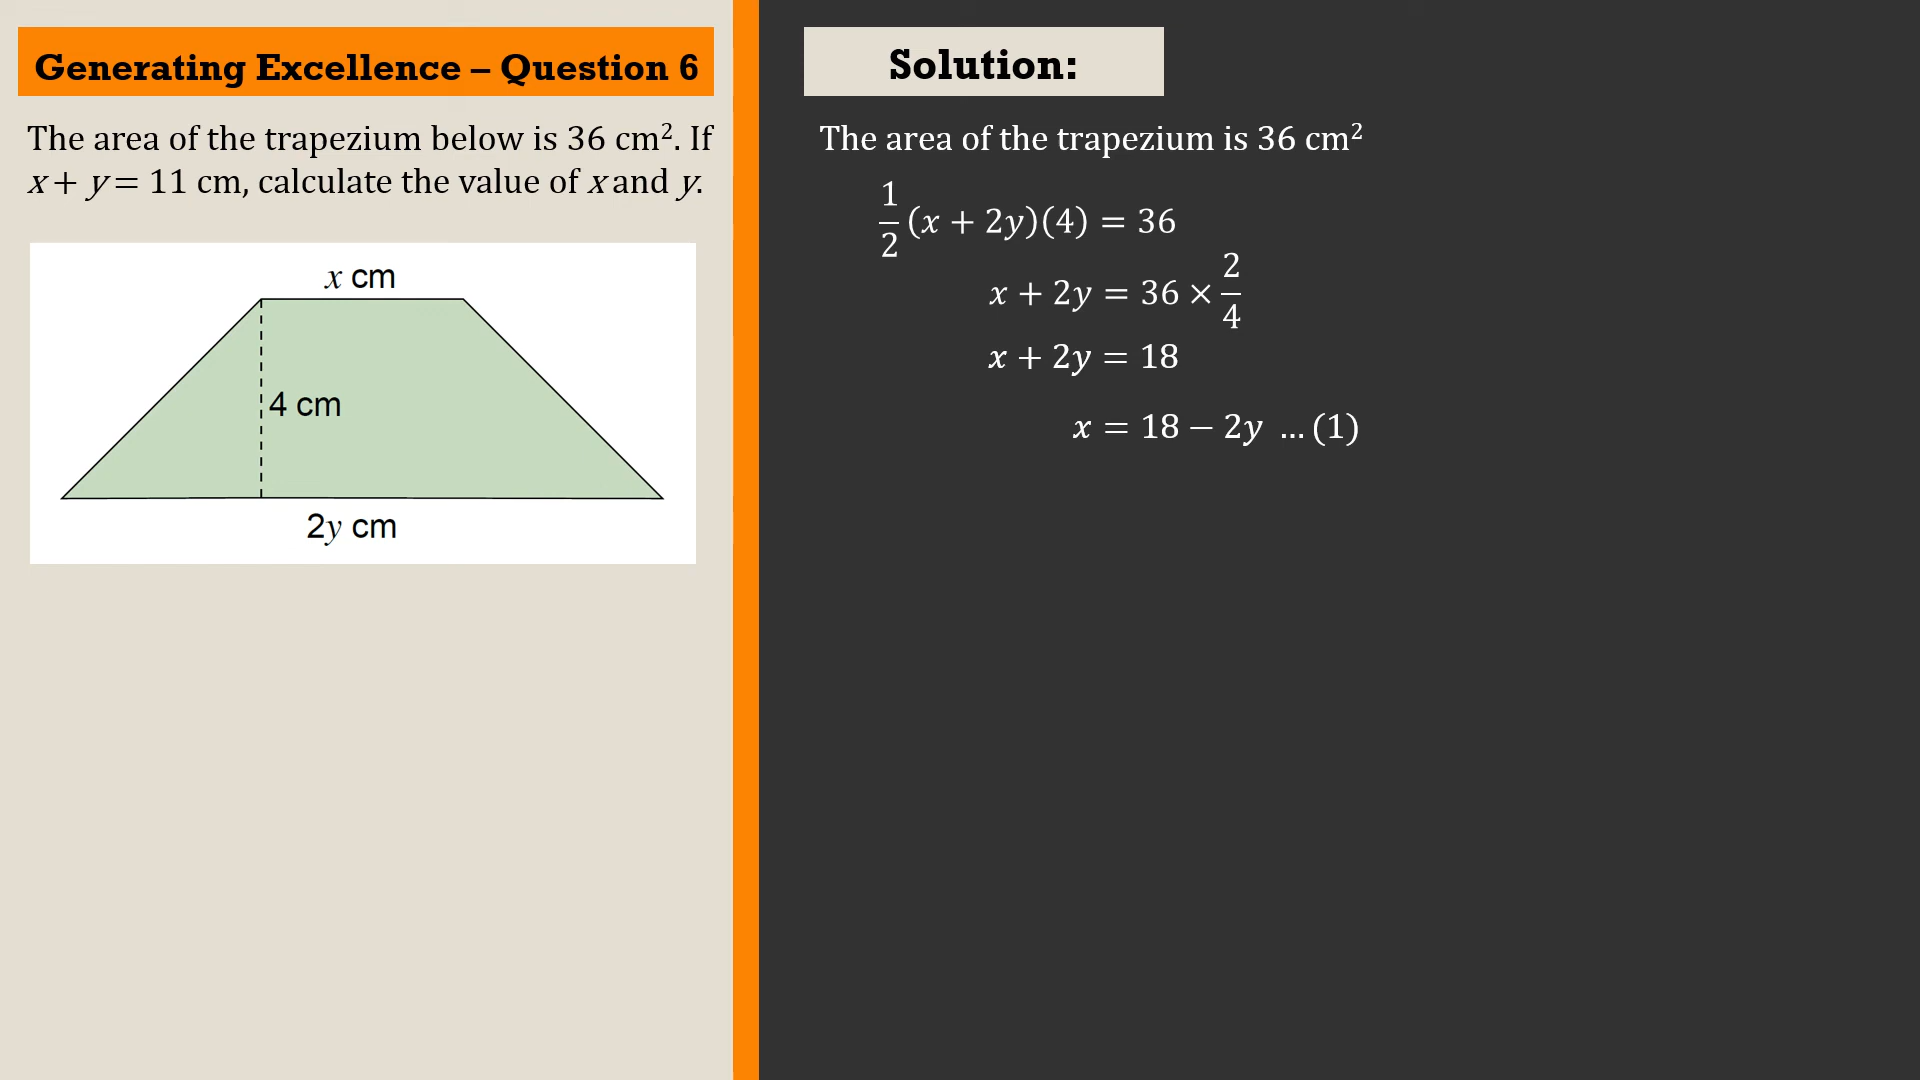 Generating Excellence – Question 6
The area of the trapezium below is 36 cm². If
x + y = 11 cm, calculate the value of x and y.
x cm
4 cm
2y cm
Solution:
The area of the trapezium is 36 cm²
1/2 (x + 2y)(4) = 36
x + 2y = 36 × 2/4
x + 2y = 18
x = 18 − 2y ... (1)